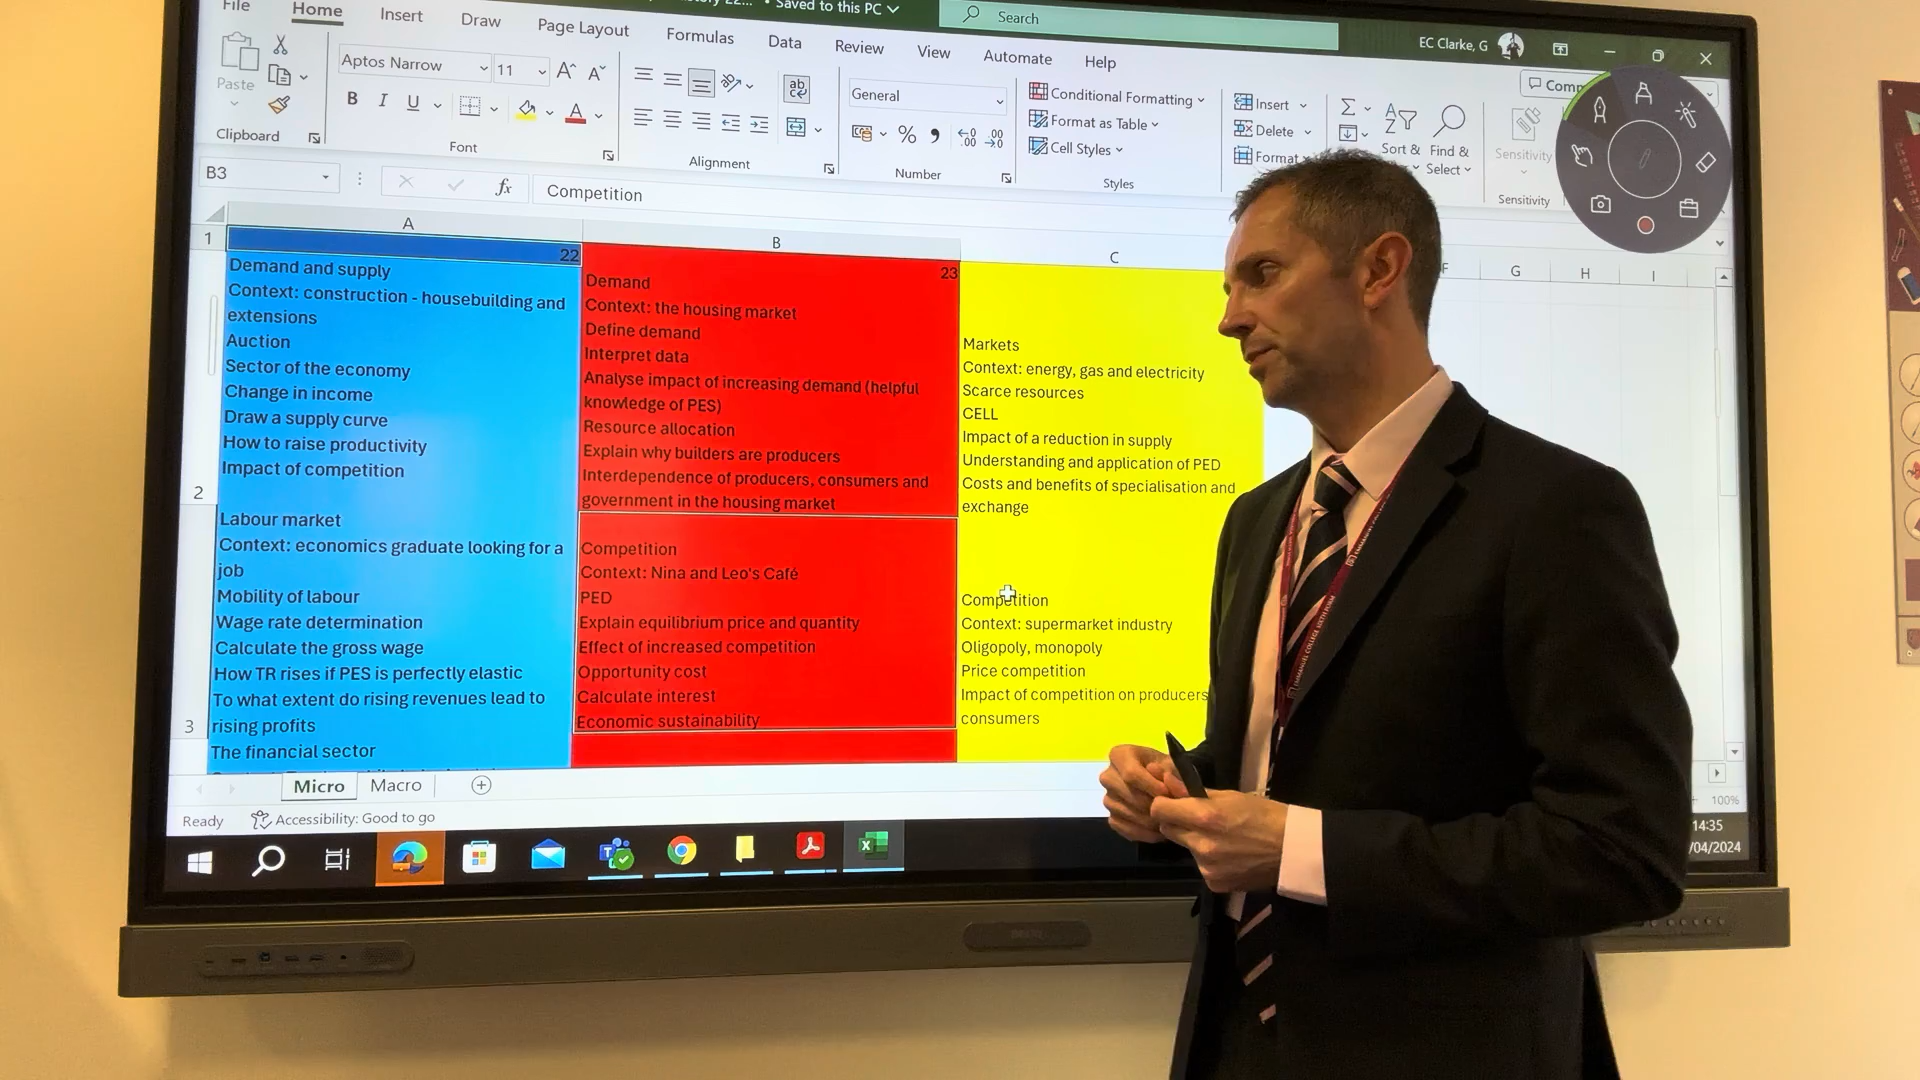 File Home Insert Draw Page Layout Formulas Data Review View Automate Help
Saved to this PC
Search
EC Clarke, G
Paste
Clipboard
Aptos Narrow 11
B I U
Font
Alignment
General
Number
Conditional Formatting
Format as Table
Cell Styles
Styles
Insert
Delete
Format
Sort &
Find &
Select
Sensitivity
Sensitivity
B3
fx Competition
A B C F G H I
1
22
23
2
Demand and supply
Context: construction - housebuilding and
extensions
Auction
Sector of the economy
Change in income
Draw a supply curve
How to raise productivity
Impact of competition
Demand
Context: the housing market
Define demand
Interpret data
Analyse impact of increasing demand (helpful
knowledge of PES)
Resource allocation
Explain why builders are producers
Interdependence of producers, consumers and
government in the housing market
Markets
Context: energy, gas and electricity
Scarce resources
CELL
Impact of a reduction in supply
Understanding and application of PED
Costs and benefits of specialisation and
exchange
3
Labour market
Context: economics graduate looking for a
job
Mobility of labour
Wage rate determination
Calculate the gross wage
How TR rises if PES is perfectly elastic
To what extent do rising revenues lead to
rising profits
Competition
Context: Nina and Leo's Café
PED
Explain equilibrium price and quantity
Effect of increased competition
Opportunity cost
Calculate interest
Economic sustainability
Competition
Context: supermarket industry
Oligopoly, monopoly
Price competition
Impact of competition on producers
consumers
The financial sector
Micro Macro
Ready
Accessibility: Good to go
100%
14:35
/04/2024
EMMANUEL COLLEGE SIXTH FORM